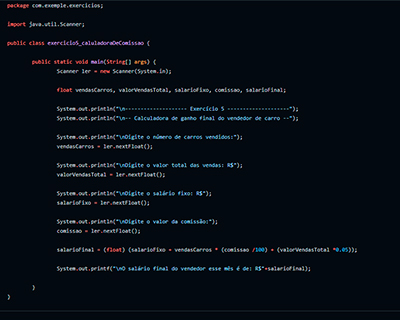 package com.exemple.exercicios;
import java.util.Scanner;
public class exercicio5_caluladoraDeComissao {
public static void main(String[] args) {
Scanner ler = new Scanner(System.in);
float vendasCarros, valorVendasTotal, salarioFixo, comissao, salarioFinal;
System.out.println("\n------------------- Exercício 5 -------------------");
System.out.println("\n-- Calculadora de ganho final do vendedor de carro --");
System.out.println("\nDigite o número de carros vendidos:");
vendasCarros = ler.nextFloat();
System.out.println("\nDigite o valor total das vendas: R$");
valorVendasTotal = ler.nextFloat();
System.out.println("\nDigite o salário fixo: R$");
salarioFixo = ler.nextFloat();
System.out.println("\nDigite o valor da comissão:");
comissao = ler.nextFloat();
salarioFinal = (float) (salarioFixo + vendasCarros * (comissao /100) + (valorVendasTotal *0.05));
System.out.printf("\nO salário final do vendedor esse mês é de: R$"+salarioFinal);
}
}